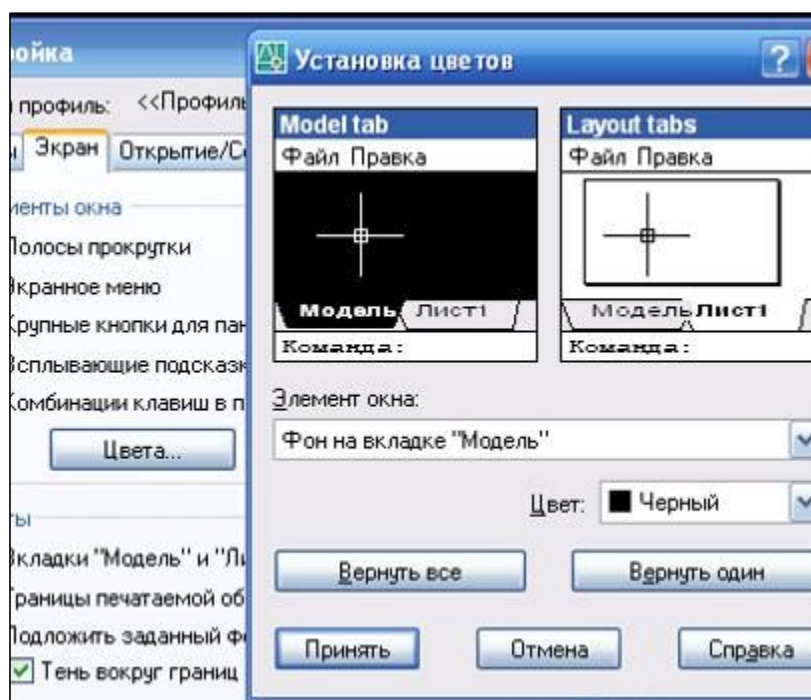 ойка
профиль: <<Профиль
Экран Открытие/Со
менты окна
Полосы прокрутки
Экранное меню
Крупные кнопки для пан
Всплывающие подсказк
Комбинации клавиш в п
Цвета...
ты
Вкладки "Модель" и "Ли
Границы печатаемой об
Подложить заданный фо
Тень вокруг границ
Установка цветов
?
Model tab
Файл Правка
Модель Лист1
Команда:
Layout tabs
Файл Правка
Модель Лист1
Команда:
Элемент окна:
Фон на вкладке "Модель"
Цвет: Черный
Вернуть все Вернуть один
Принять Отмена Справка